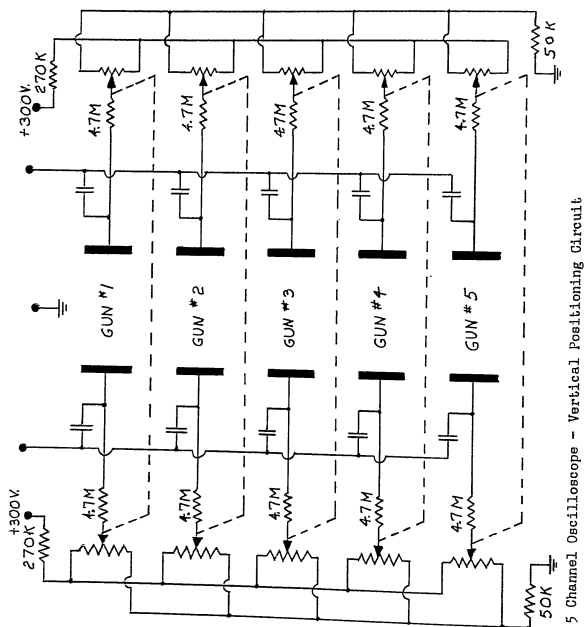 +300V.
270K
50K
4.7M
4.7M
47M
4.7M
4.7M
GUN #1
GUN #2
GUN #3
GUN #4
GUN #5
+300V.
270K
4.7M
4.7M
4.7M
4.7M
4.7M
50K
5 Channel Oscilloscope - Vertical Positioning Circuit